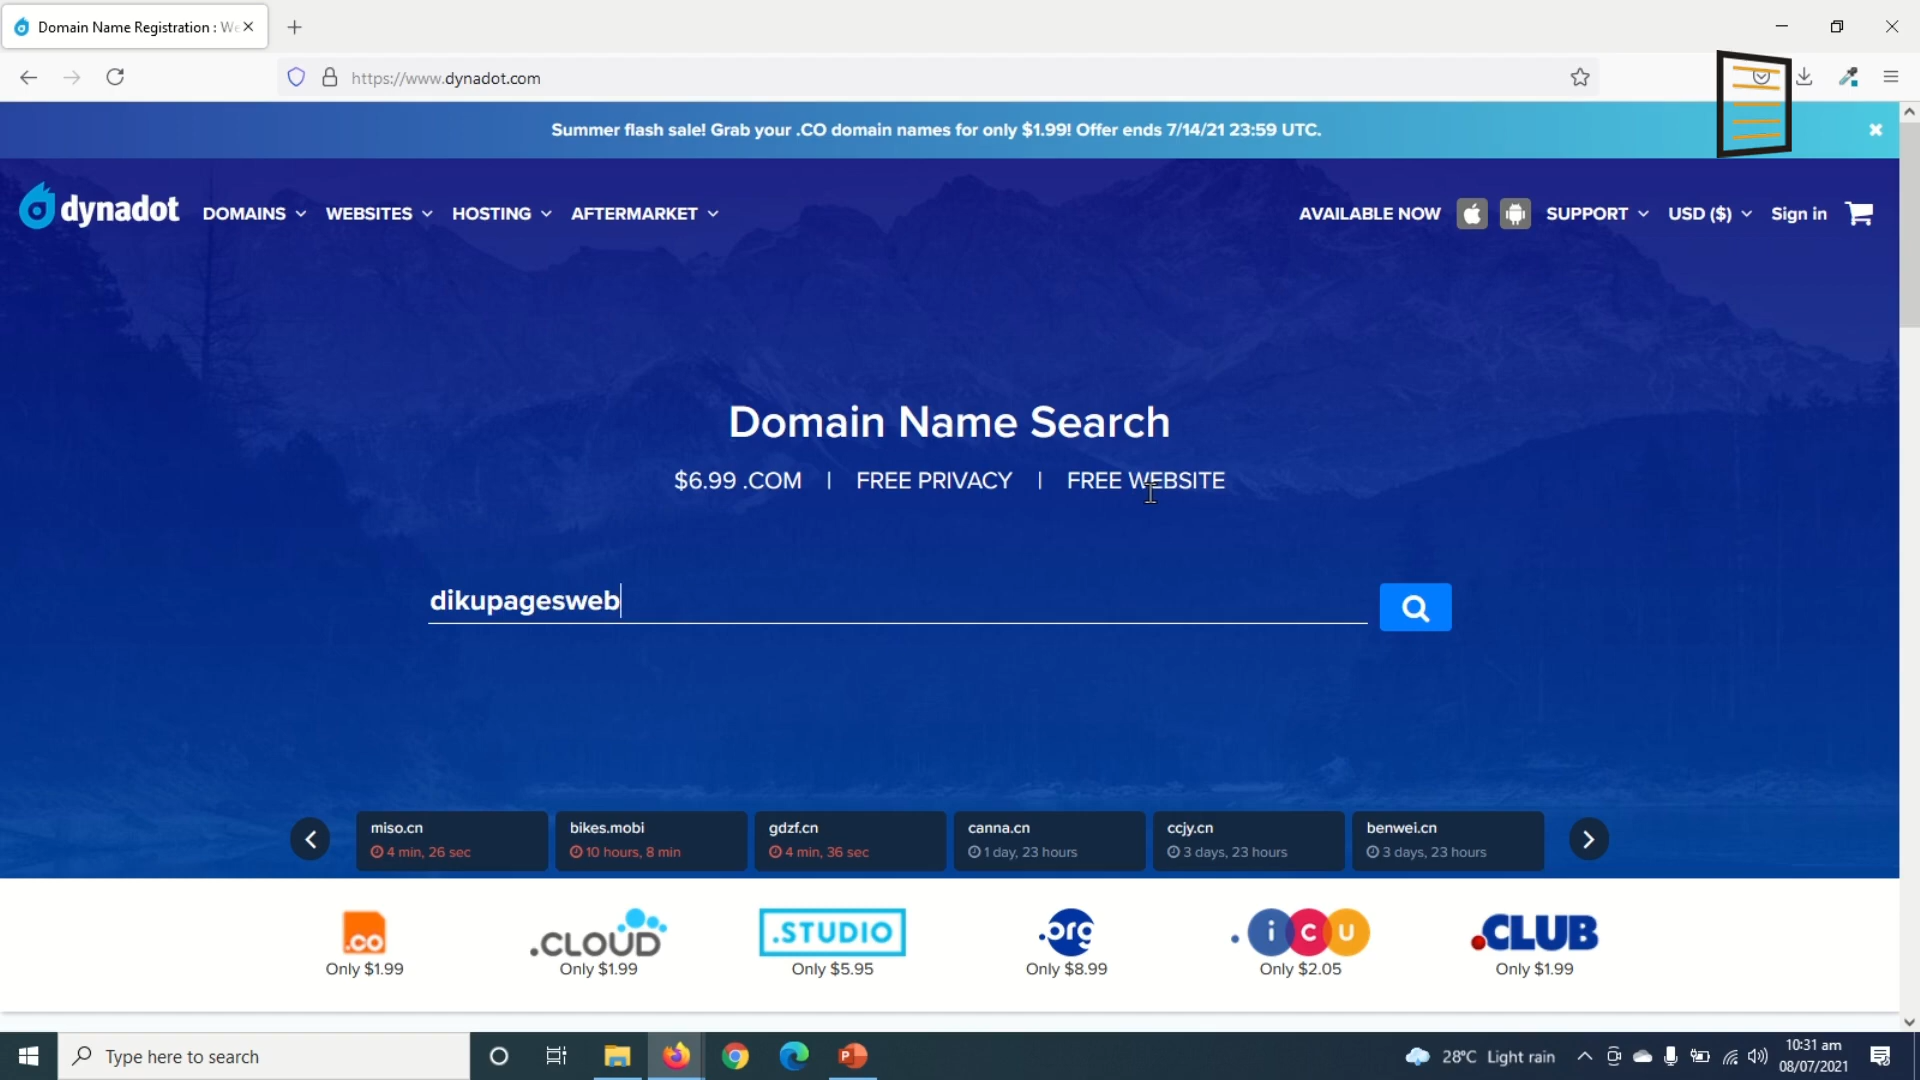 Domain Name Registration : We
https://www.dynadot.com
Summer flash sale! Grab your .CO domain names for only $1.99! Offer ends 7/14/21 23:59 UTC.
dynadot DOMAINS WEBSITES HOSTING AFTERMARKET AVAILABLE NOW SUPPORT USD ($) Sign in
Domain Name Search
$6.99 .COM | FREE PRIVACY | FREE WEBSITE
dikupagesweb
miso.cn bikes.mobi gdzf.cn canna.cn ccjy.cn benwei.cn
4 min, 26 sec 10 hours, 8 min 4 min, 36 sec 1 day, 23 hours 3 days, 23 hours 3 days, 23 hours
.co .CLOUD .STUDIO .org .icu .CLUB
Only $1.99 Only $1.99 Only $5.95 Only $8.99 Only $2.05 Only $1.99
Type here to search 28°C Light rain 10:31 am
08/07/2021